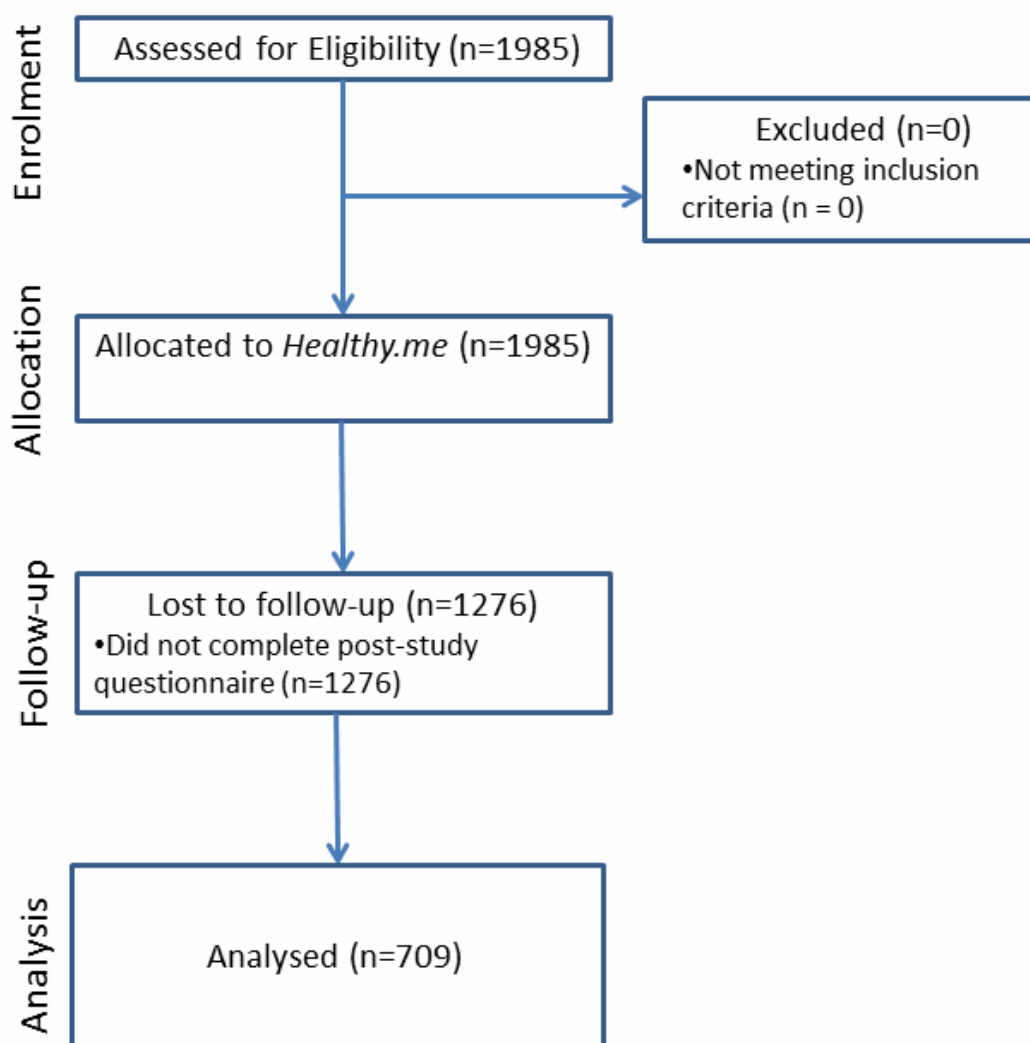 Enrolment
Assessed for Eligibility (n=1985)
Excluded (n=0)
•Not meeting inclusion
criteria (n = 0)
Allocation
Allocated to Healthy.me (n=1985)
Follow-up
Lost to follow-up (n=1276)
•Did not complete post-study
questionnaire (n=1276)
Analysis
Analysed (n=709)